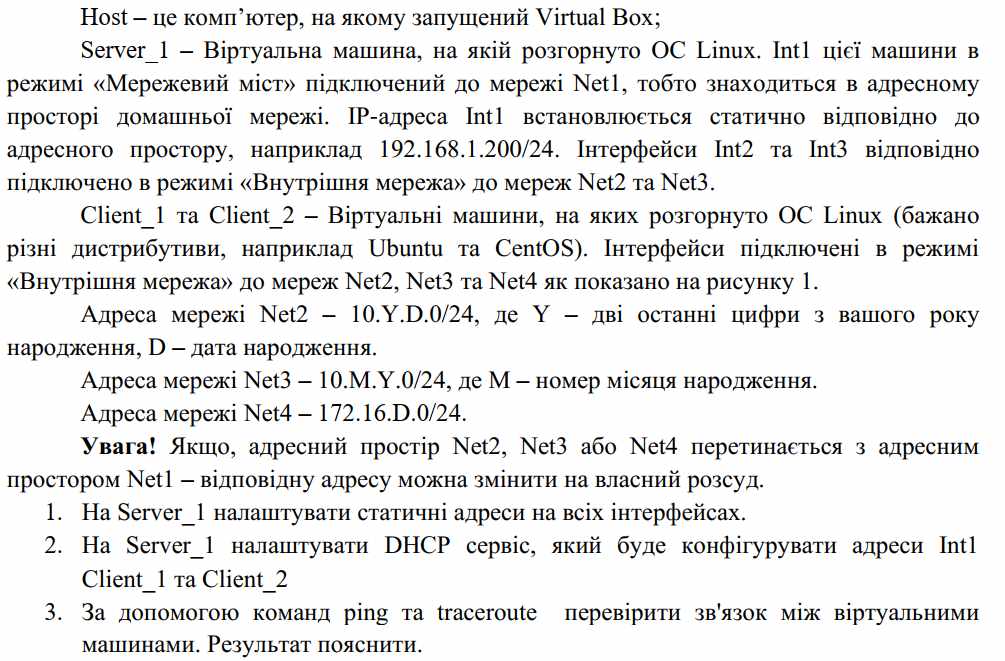 Host – це комп’ютер, на якому запущений Virtual Box;
Server_1 – Віртуальна машина, на якій розгорнуто ОС Linux. Int1 цієї машини в
режимі «Мережевий міст» підключений до мережі Net1, тобто знаходиться в адресному
просторі домашньої мережі. IP-адреса Int1 встановлюється статично відповідно до
адресного простору, наприклад 192.168.1.200/24. Інтерфейси Int2 та Int3 відповідно
підключено в режимі «Внутрішня мережа» до мереж Net2 та Net3.
Client_1 та Client_2 – Віртуальні машини, на яких розгорнуто ОС Linux (бажано
різні дистрибутиви, наприклад Ubuntu та CentOS). Інтерфейси підключені в режимі
«Внутрішня мережа» до мереж Net2, Net3 та Net4 як показано на рисунку 1.
Адреса мережі Net2 – 10.Y.D.0/24, де Y – дві останні цифри з вашого року
народження, D – дата народження.
Адреса мережі Net3 – 10.M.Y.0/24, де M – номер місяця народження.
Адреса мережі Net4 – 172.16.D.0/24.
Увага! Якщо, адресний простір Net2, Net3 або Net4 перетинається з адресним
простором Net1 – відповідну адресу можна змінити на власний розсуд.
1. На Server_1 налаштувати статичні адреси на всіх інтерфейсах.
2. На Server_1 налаштувати DHCP сервіс, який буде конфігурувати адреси Int1
Client_1 та Client_2
3. За допомогою команд ping та traceroute перевірити зв'язок між віртуальними
машинами. Результат пояснити.